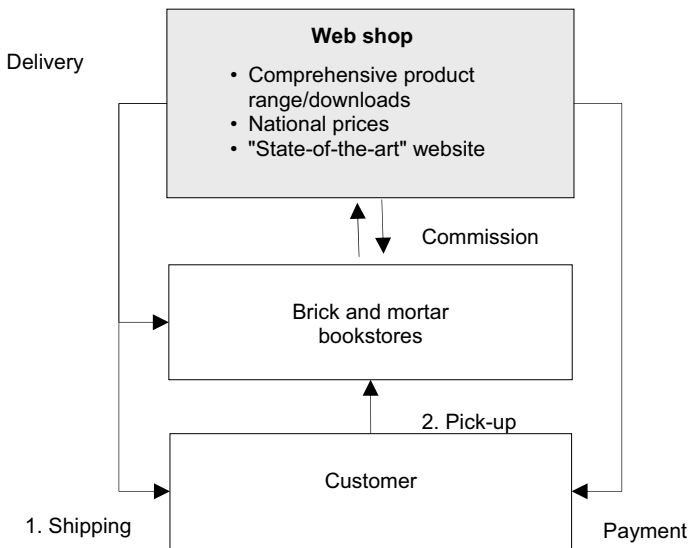 Web shop
Delivery
• Comprehensive product
range/downloads
• National prices
• "State-of-the-art" website
Commission
Brick and mortar
bookstores
2. Pick-up
Customer
1. Shipping
Payment